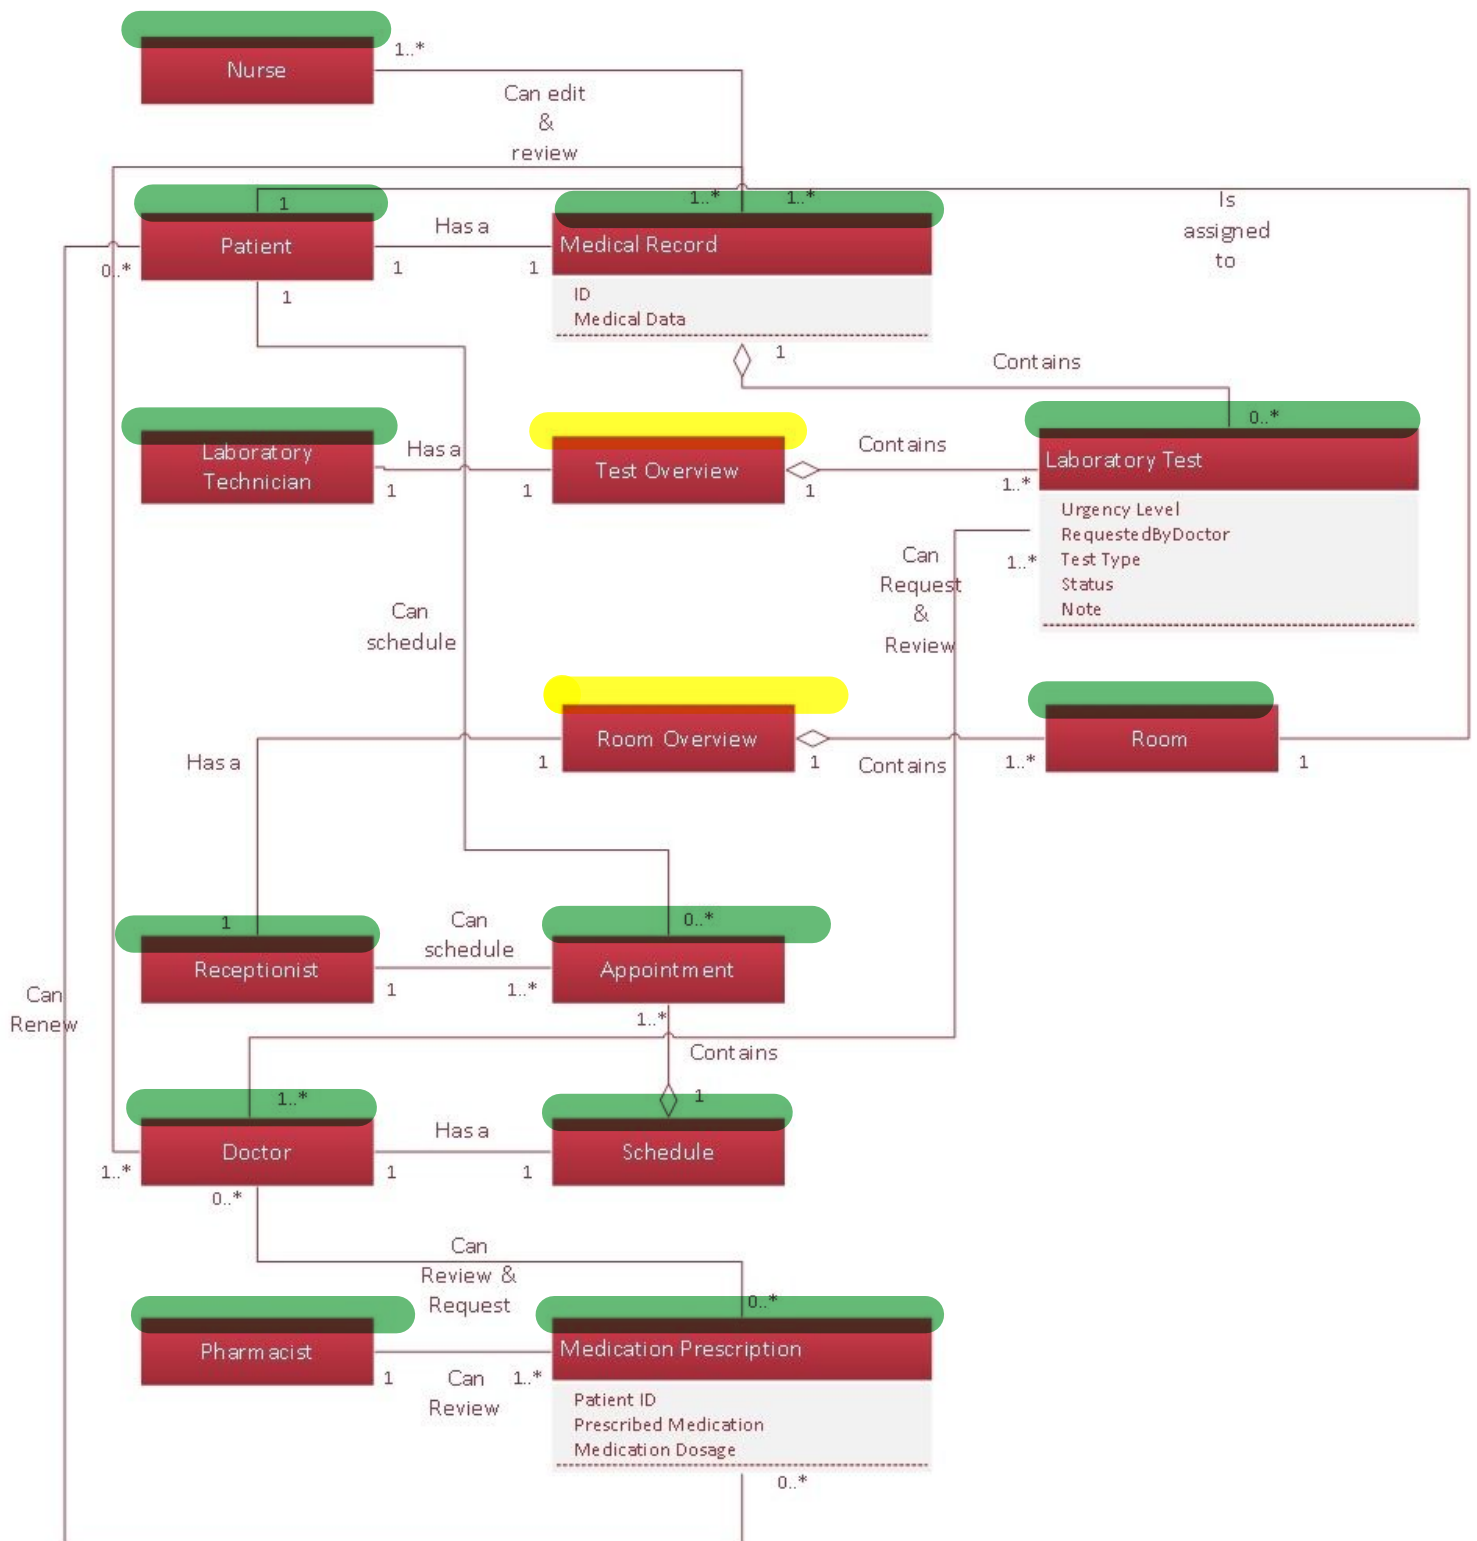 Nurse
1..*
Can edit
&
review
1
1..*
1..*
Is
assigned
to
Patient
Has a
Medical Record
0..*
1
1
1
ID
Medical Data
1
Contains
0..*
Laboratory
Technician
Has a
1
1
Test Overview
Contains
1
1..*
Laboratory Test
Urgency Level
RequestedByDoctor
Test Type
Status
Note
Can
Request
&
Review
1..*
Can
schedule
Room Overview
Room
Has a
1
1
Contains
1..*
1
1
Can
schedule
0..*
Receptionist
Appointment
1
1..*
1..*
Can
Renew
Contains
1..*
1
Doctor
Has a
Schedule
1..*
1
1
0..*
Can
Review &
Request
0..*
Pharmacist
Medication Prescription
1
Can
Review
1..*
Patient ID
Prescribed Medication
Medication Dosage
0..*